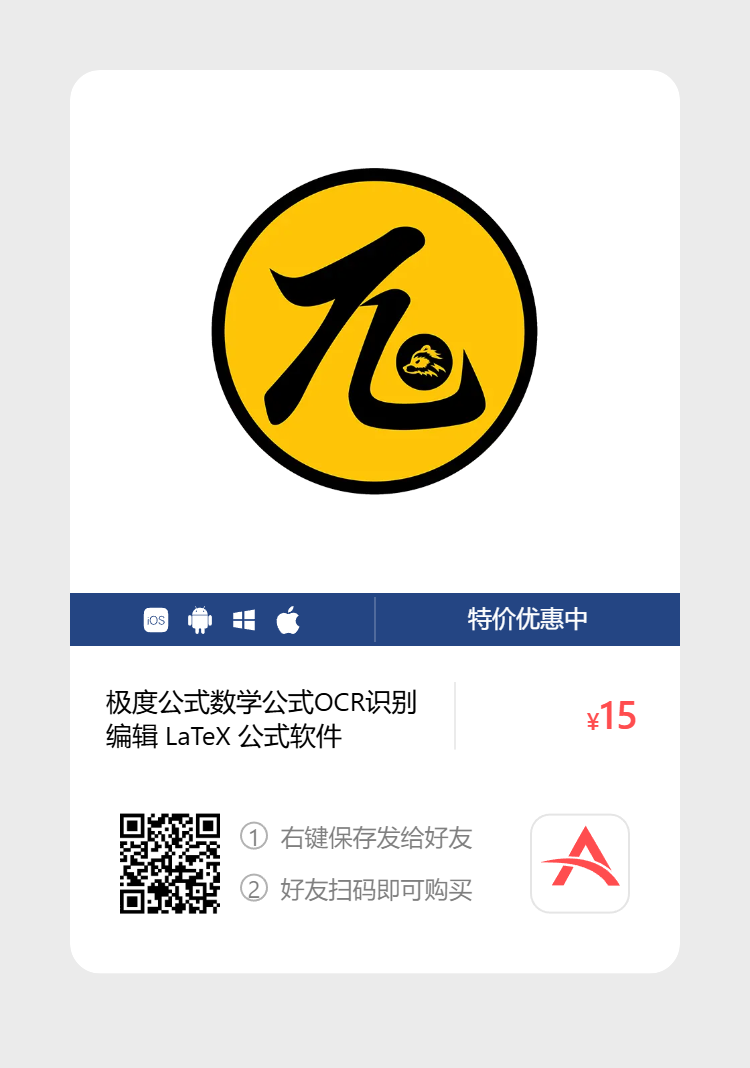 iOS
特价优惠中
极度公式数学公式OCR识别
编辑 LaTeX 公式软件
¥15
① 右键保存发给好友
② 好友扫码即可购买